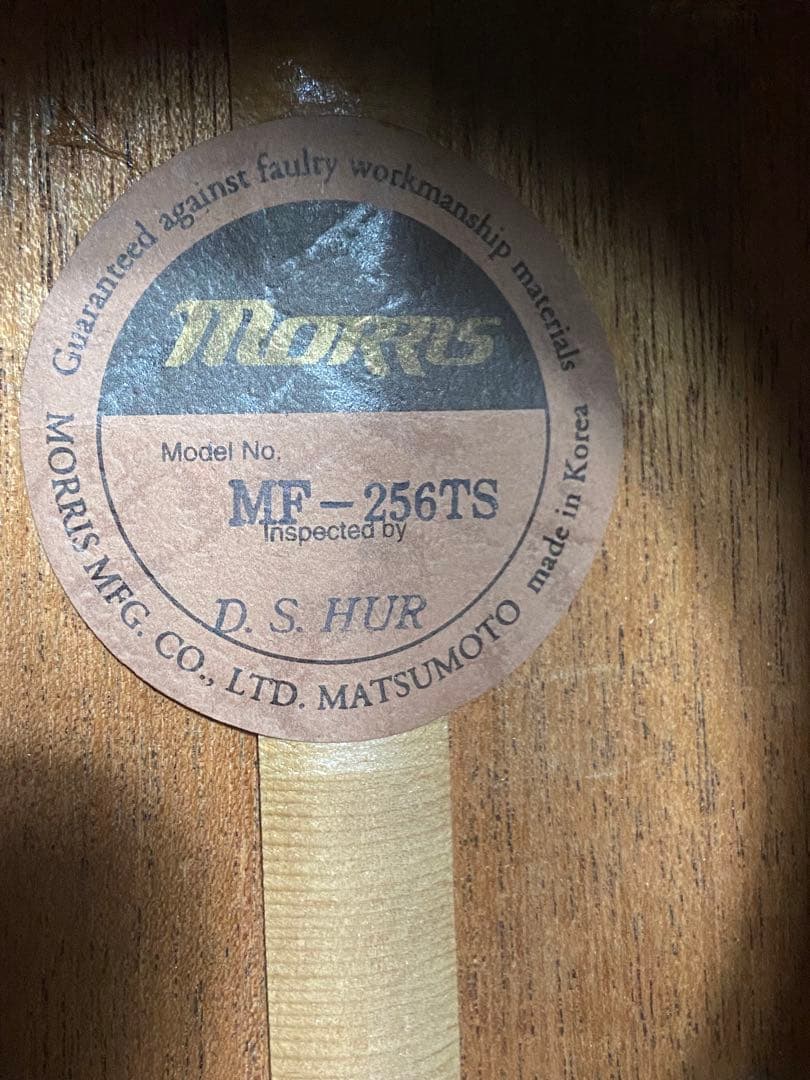 Guaranteed against faulty workmanship materials
Morris
Model No.
MF-256TS
Inspected by
D. S. HUR
MORRIS MFG. CO., LTD. MATSUMOTO made in Korea